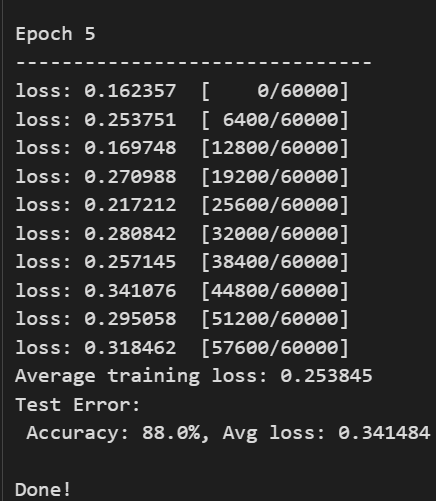 Epoch 5
-------------------------------
loss: 0.162357  [    0/60000]
loss: 0.253751  [ 6400/60000]
loss: 0.169748  [12800/60000]
loss: 0.270988  [19200/60000]
loss: 0.217212  [25600/60000]
loss: 0.280842  [32000/60000]
loss: 0.257145  [38400/60000]
loss: 0.341076  [44800/60000]
loss: 0.295058  [51200/60000]
loss: 0.318462  [57600/60000]
Average training loss: 0.253845
Test Error:
 Accuracy: 88.0%, Avg loss: 0.341484
Done!